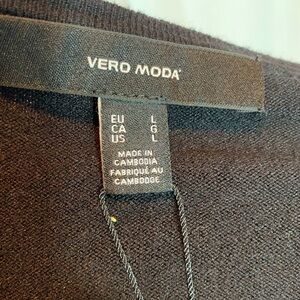 VERO MODA
EU L
CA G
US L
MADE IN
CAMBODIA
FABRIQUÉ AU
CAMBODGE